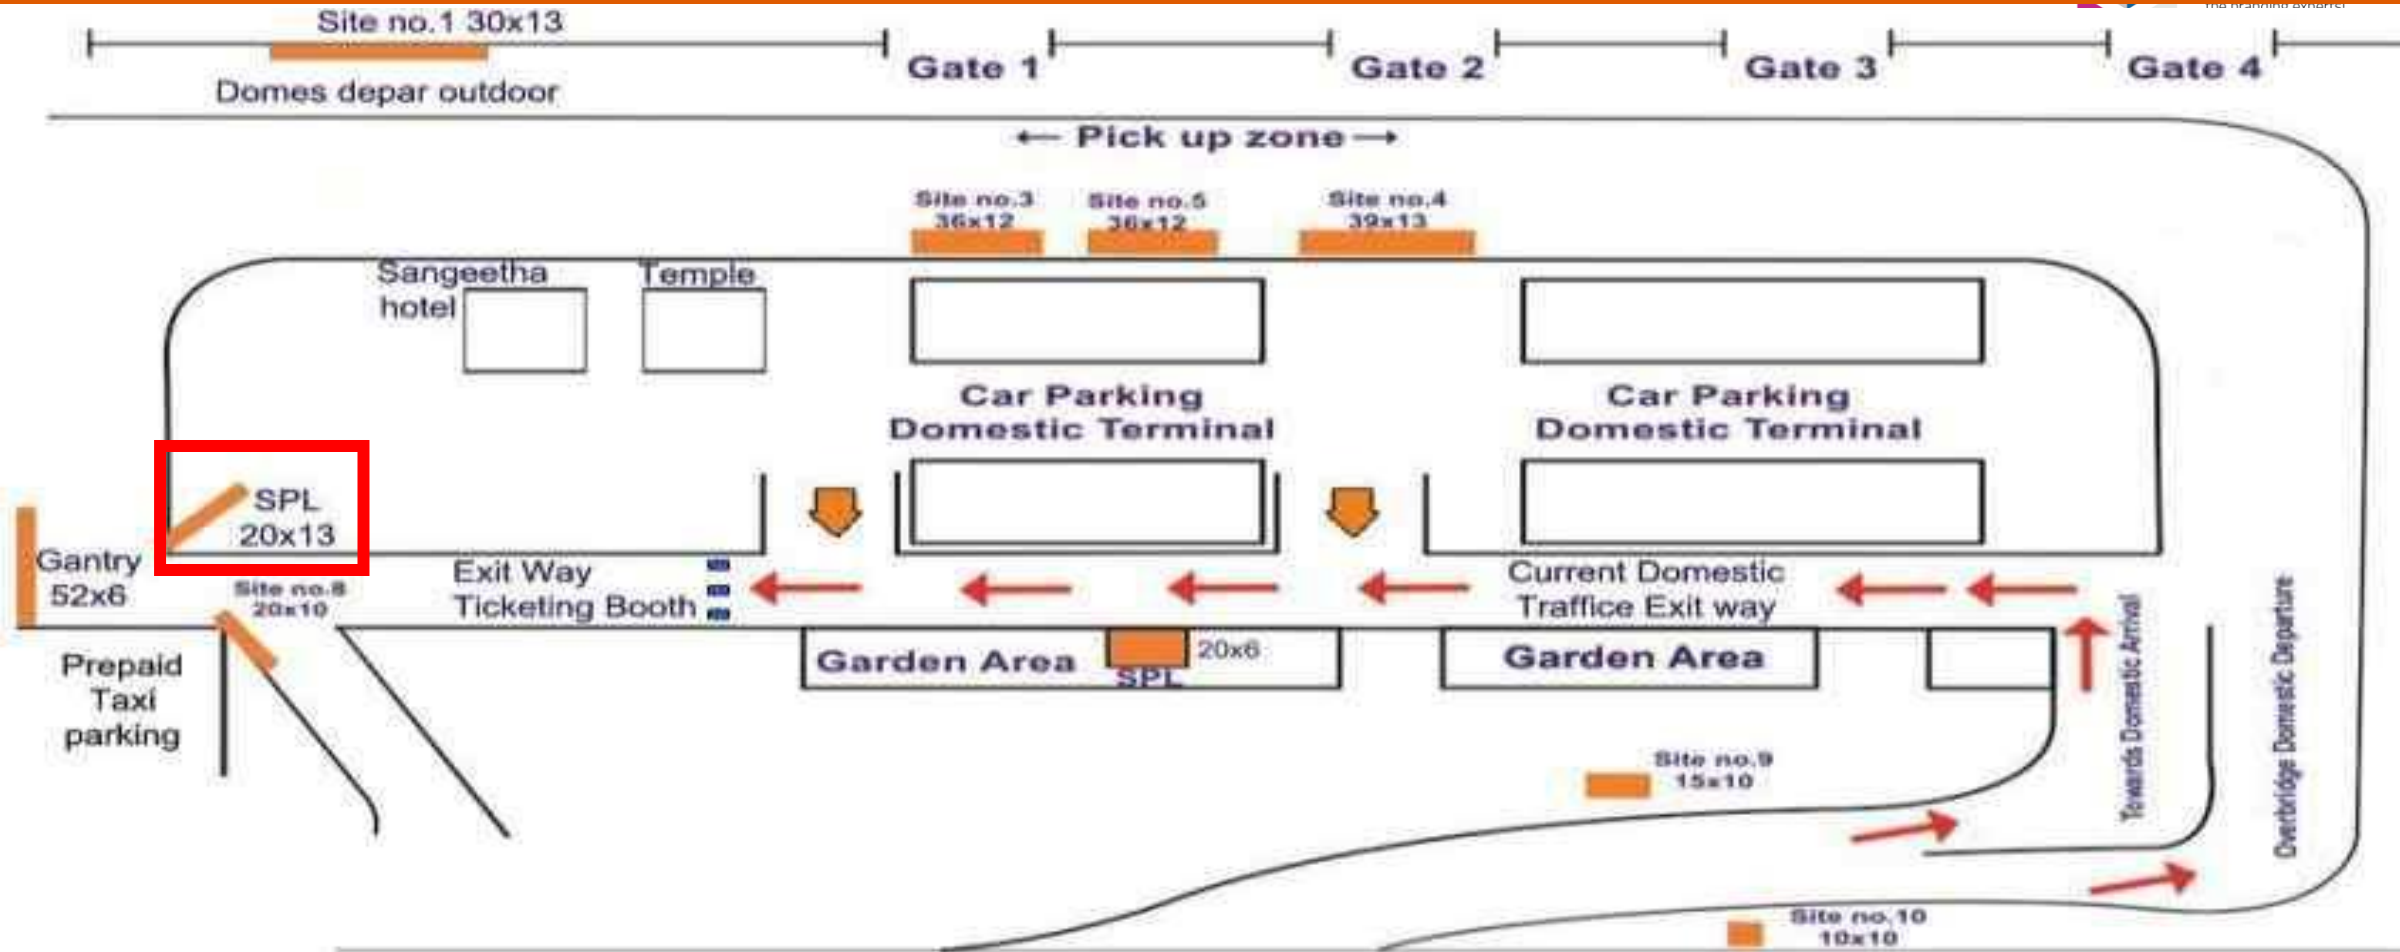 the branding experts!
Site no.1 30x13
Domes depar outdoor
Gate 1
Gate 2
Gate 3
Gate 4
← Pick up zone →
Site no.3
36x12
Site no.5
36x12
Site no.4
39x13
Sangeetha
hotel
Temple
Car Parking
Domestic Terminal
Car Parking
Domestic Terminal
SPL
20x13
Gantry
52x6
Site no.8
20x10
Exit Way
Ticketing Booth
Current Domestic
Traffice Exit way
Prepaid
Taxi
parking
Garden Area
SPL
20x6
Garden Area
Towards Domestic Arrival
Overbridge Domestic Departure
Site no.9
15x10
Site no.10
10x10